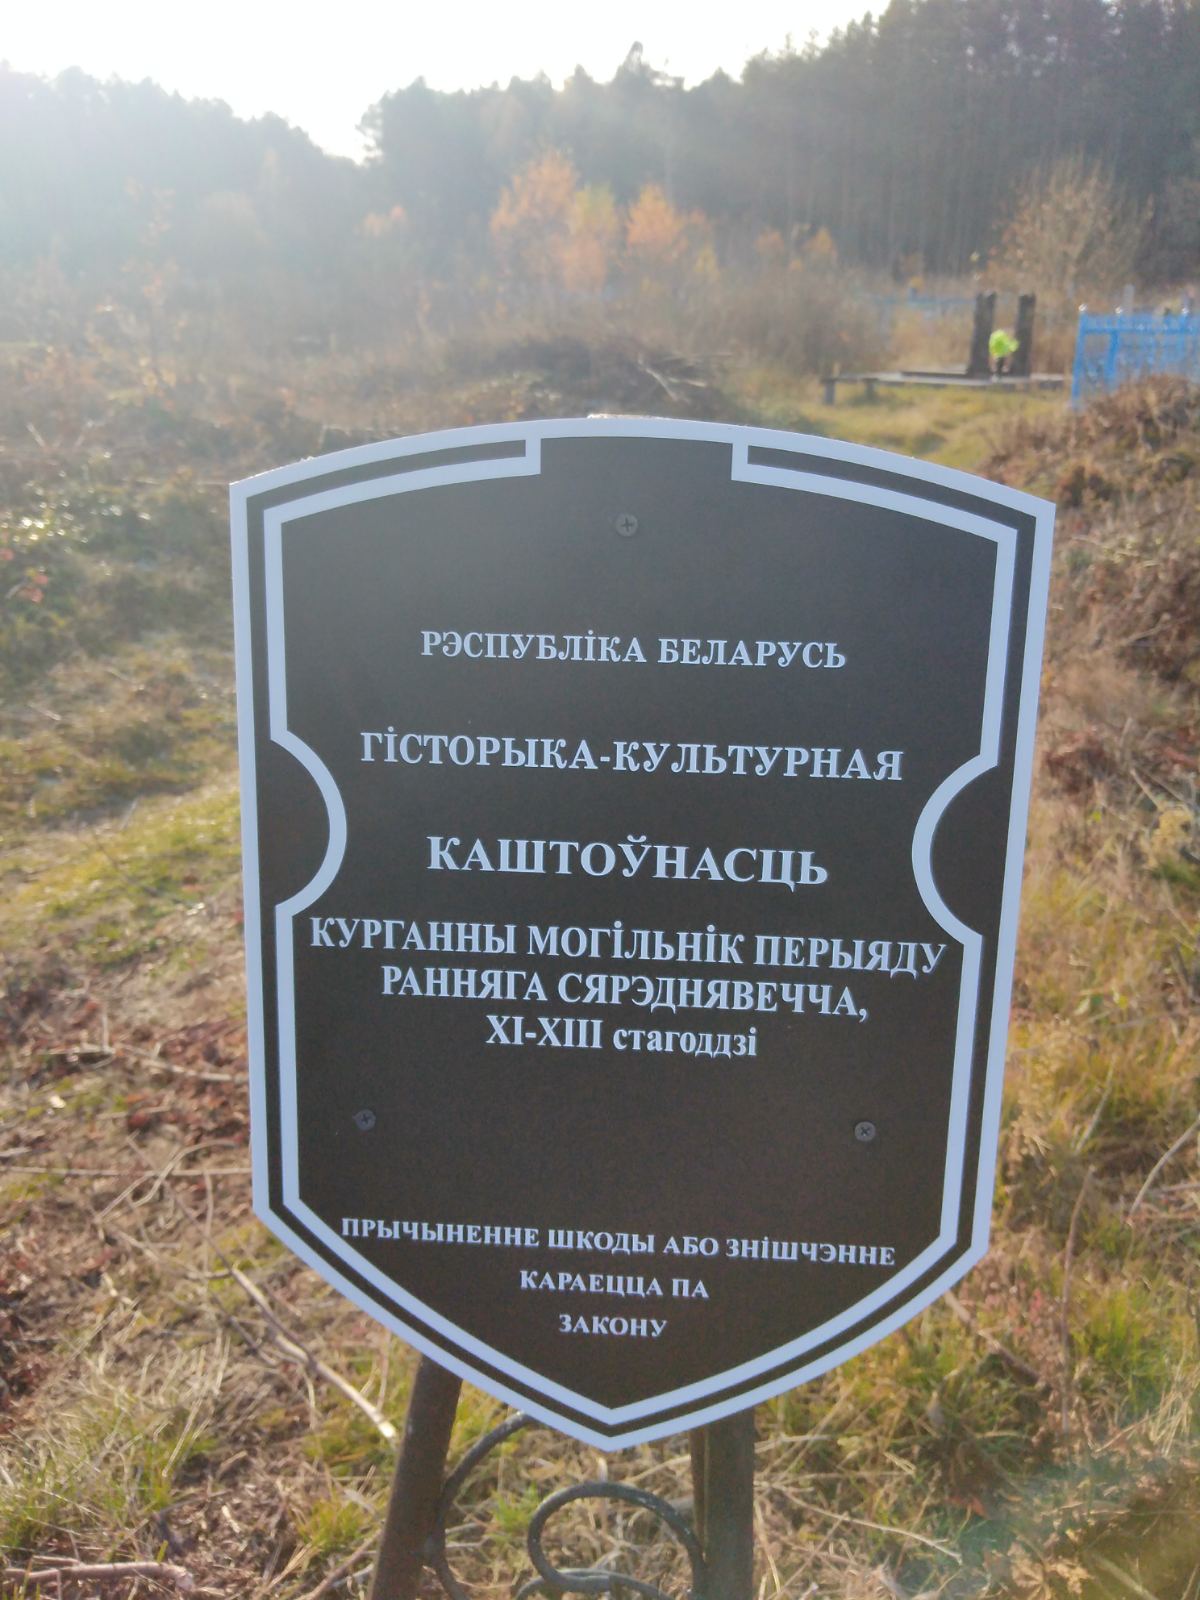 РЭСПУБЛіКА БЕЛАРУСЬ
ГіСТОРЫКА-КУЛЬТУРНАЯ
КАШТОЎНАСЦЬ
КУРГАННЫ МОГіЛЬНіК ПЕРЫЯДУ
РАННЯГА СЯРЭДНЯВЕЧЧА,
XI-XIII стагоддзі
ПРЫЧЫНЕННЕ ШКОДЫ АБО ЗНіШЧЭННЕ
КАРАЕЦЦА ПА
ЗАКОНУ